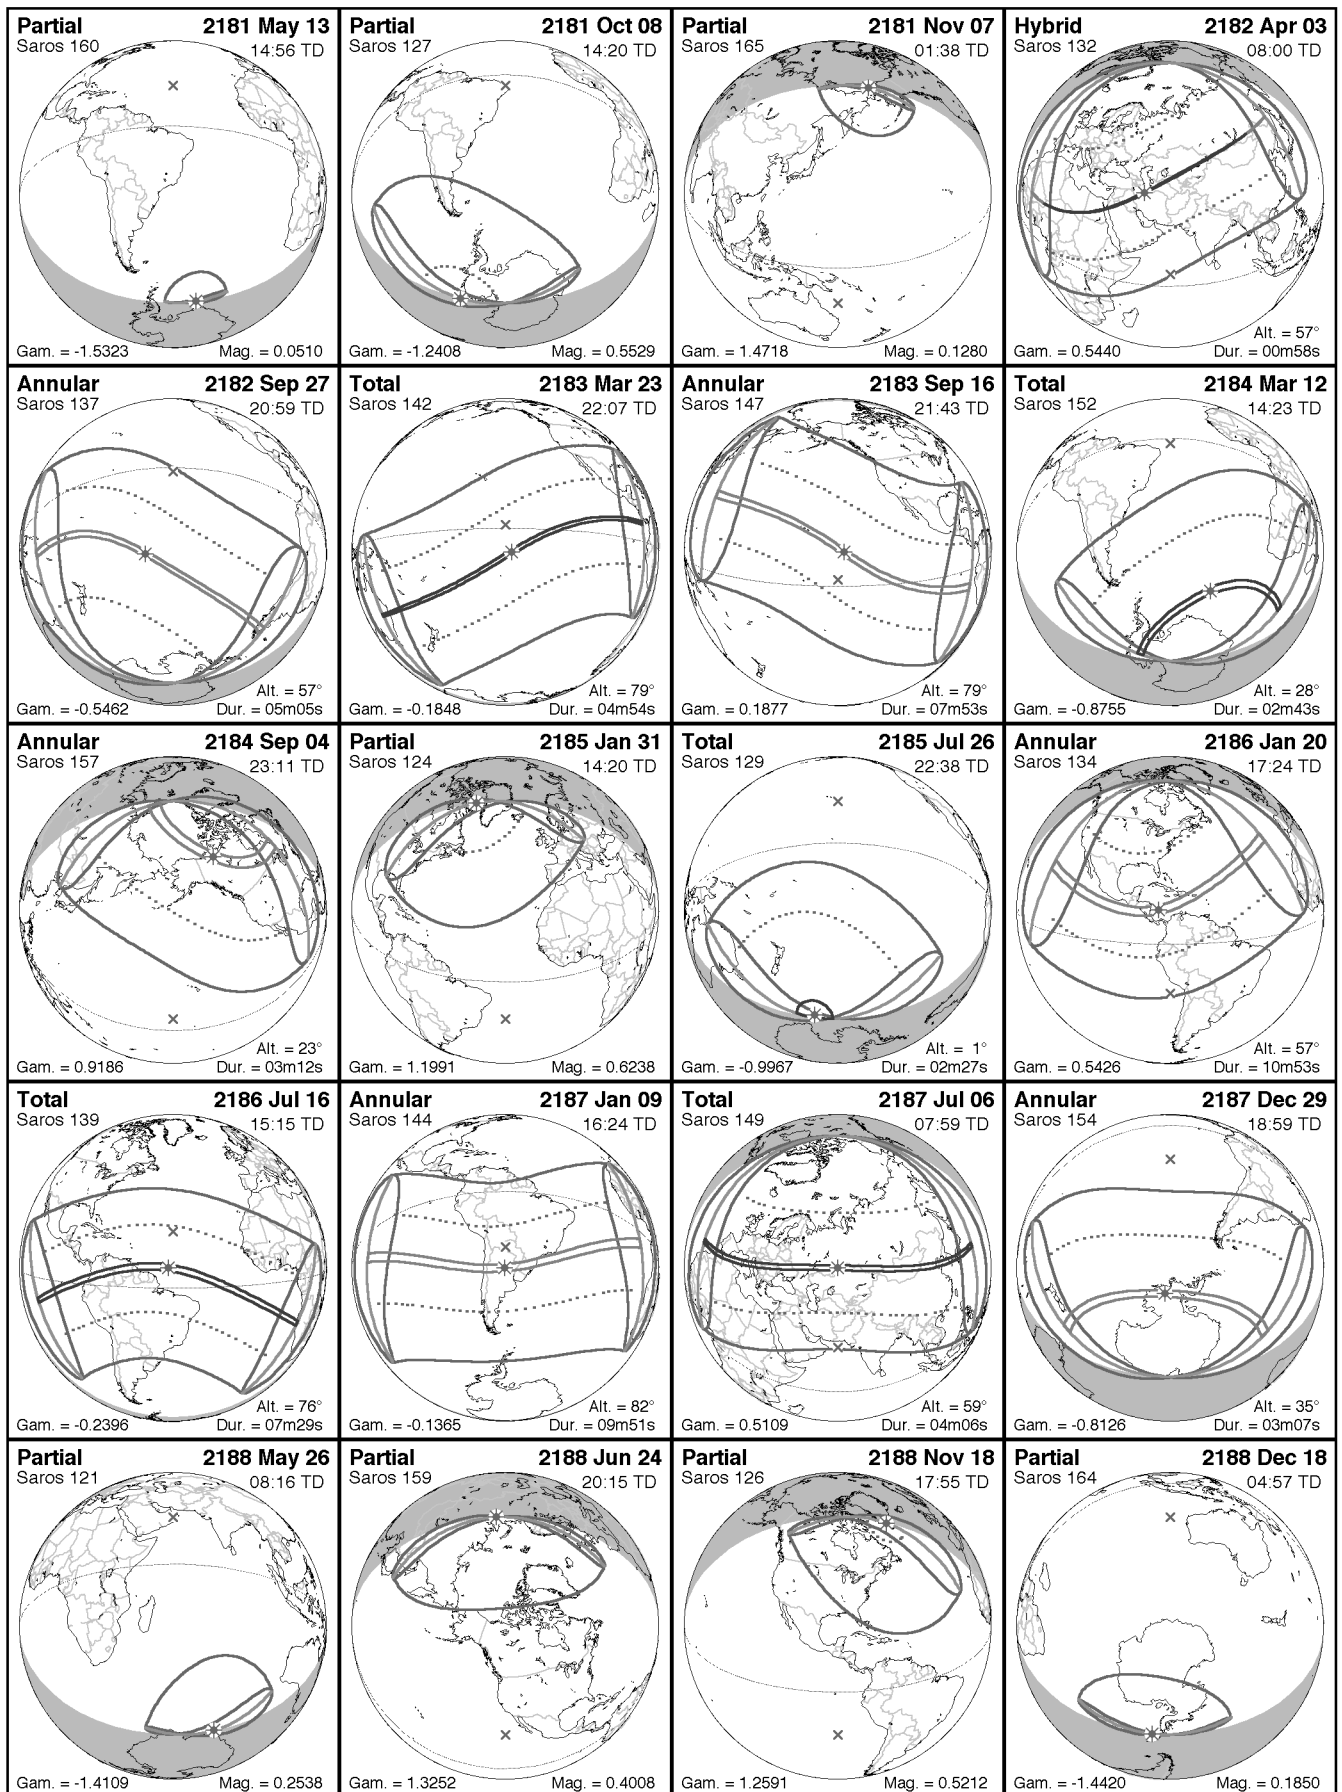 Partial 2181 May 13
Saros 160 14:56 TD
Gam. = -1.5323 Mag. = 0.0510
Partial 2181 Oct 08
Saros 127 14:20 TD
Gam. = -1.2408 Mag. = 0.5529
Partial 2181 Nov 07
Saros 165 01:38 TD
Gam. = 1.4718 Mag. = 0.1280
Hybrid 2182 Apr 03
Saros 132 08:00 TD
Alt. = 57°
Gam. = 0.5440 Dur. = 00m58s
Annular 2182 Sep 27
Saros 137 20:59 TD
Alt. = 57°
Gam. = -0.5462 Dur. = 05m05s
Total 2183 Mar 23
Saros 142 22:07 TD
Alt. = 79°
Gam. = -0.1848 Dur. = 04m54s
Annular 2183 Sep 16
Saros 147 21:43 TD
Alt. = 79°
Gam. = 0.1877 Dur. = 07m53s
Total 2184 Mar 12
Saros 152 14:23 TD
Alt. = 28°
Gam. = -0.8755 Dur. = 02m43s
Annular 2184 Sep 04
Saros 157 23:11 TD
Alt. = 23°
Gam. = 0.9186 Dur. = 03m12s
Partial 2185 Jan 31
Saros 124 14:20 TD
Gam. = 1.1991 Mag. = 0.6238
Total 2185 Jul 26
Saros 129 22:38 TD
Alt. = 1°
Gam. = -0.9967 Dur. = 02m27s
Annular 2186 Jan 20
Saros 134 17:24 TD
Alt. = 57°
Gam. = 0.5426 Dur. = 10m53s
Total 2186 Jul 16
Saros 139 15:15 TD
Alt. = 76°
Gam. = -0.2396 Dur. = 07m29s
Annular 2187 Jan 09
Saros 144 16:24 TD
Alt. = 82°
Gam. = -0.1365 Dur. = 09m51s
Total 2187 Jul 06
Saros 149 07:59 TD
Alt. = 59°
Gam. = 0.5109 Dur. = 04m06s
Annular 2187 Dec 29
Saros 154 18:59 TD
Alt. = 35°
Gam. = -0.8126 Dur. = 03m07s
Partial 2188 May 26
Saros 121 08:16 TD
Gam. = -1.4109 Mag. = 0.2538
Partial 2188 Jun 24
Saros 159 20:15 TD
Gam. = 1.3252 Mag. = 0.4008
Partial 2188 Nov 18
Saros 126 17:55 TD
Gam. = 1.2591 Mag. = 0.5212
Partial 2188 Dec 18
Saros 164 04:57 TD
Gam. = -1.4420 Mag. = 0.1850